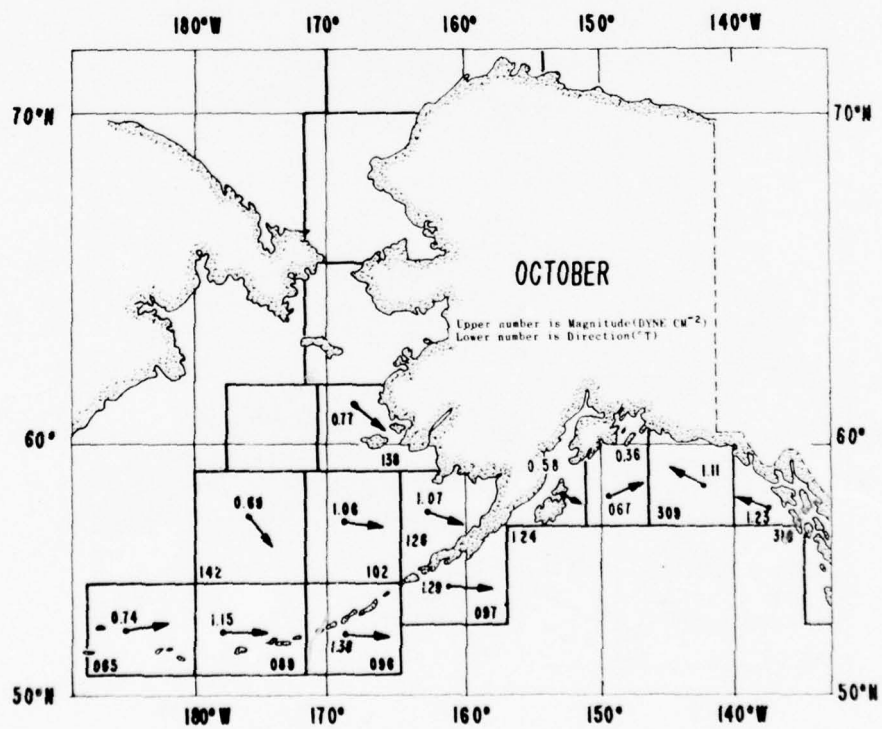 180°W 170°W 160°W 150°W 140°W
70°N 70°N
OCTOBER
Upper number is Magnitude(DYNE CM-2)
Lower number is Direction(°T)
0.77
60°N 138 60°N
0.58 0.36
1.11
0.69 1.06 1.07
067 309 1.23
126 1.24 316
142 102
1.29
097
0.74 1.15
1.38
065 089 096
50°N 50°N
180°W 170°W 160°W 150°W 140°W